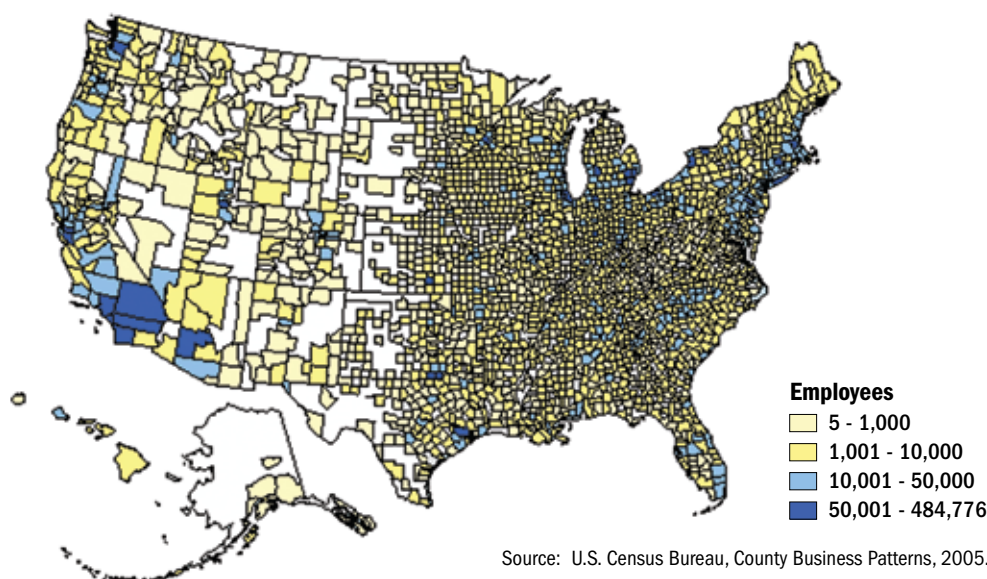 Employees
5 - 1,000
1,001 - 10,000
10,001 - 50,000
50,001 - 484,776
Source: U.S. Census Bureau, County Business Patterns, 2005.